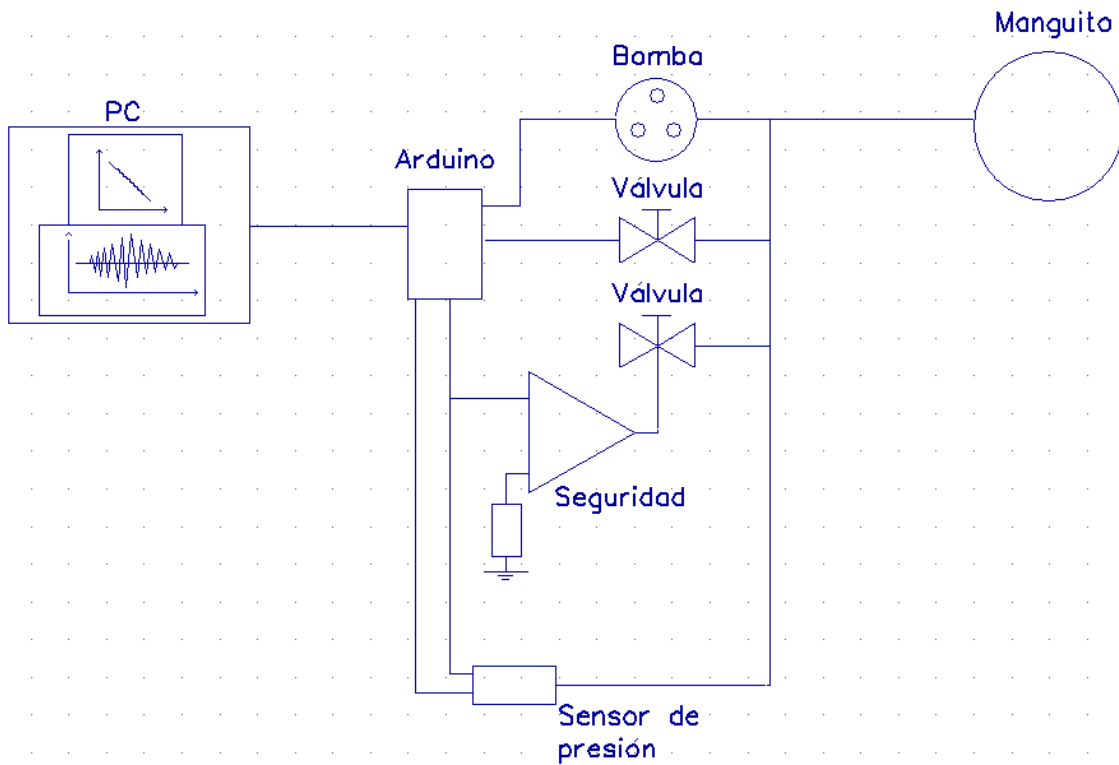 Manguito
Bomba
PC
Arduino
Válvula
Válvula
Seguridad
Sensor de
presión